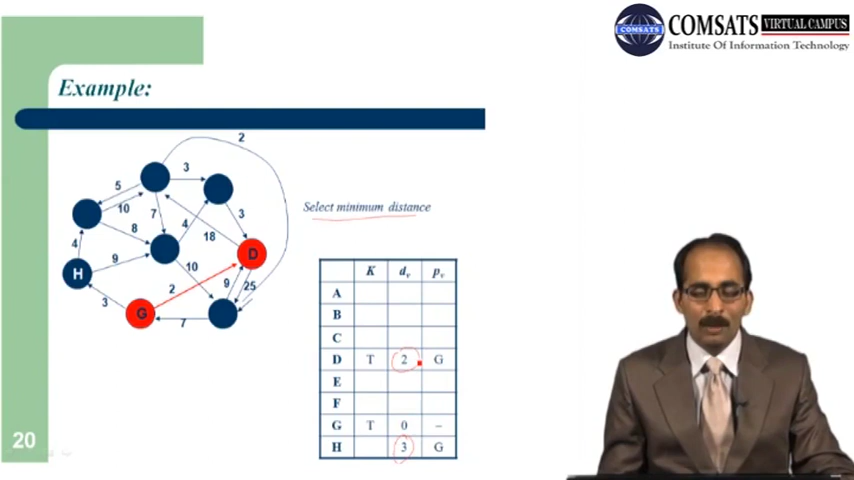 COMSATS
COMSATS VIRTUAL CAMPUS
Institute Of Information Technology
Example:
2
3
5
10
7
4
3
8
18
4
9
10
H
D
9
25
2
3
G
7
Select minimum distance
K dv pv
A
B
C
D T 2 G
E
F
G T 0 –
H 3 G
20